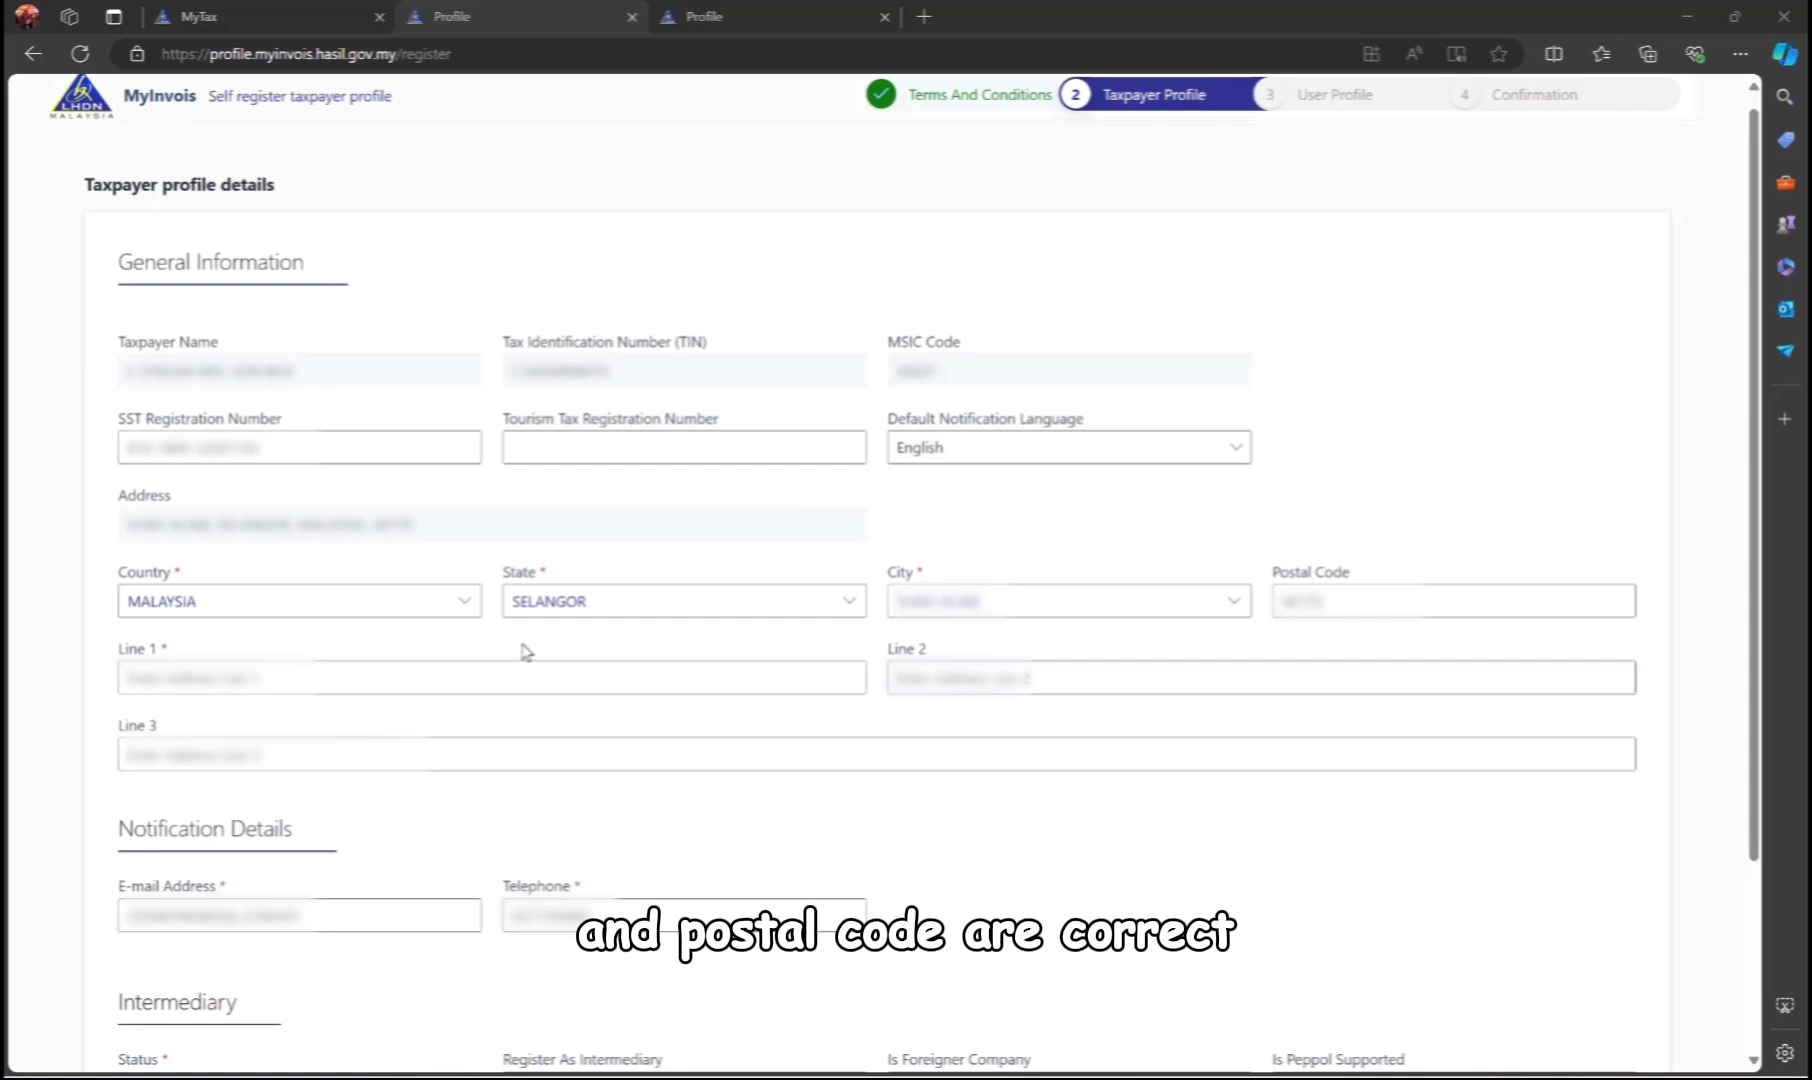 MyTax
Profile
Profile
https://profile.myinvois.hasil.gov.my/register
LHDN
MALAYSIA
MyInvois Self register taxpayer profile
Terms And Conditions 2 Taxpayer Profile 3 User Profile 4 Confirmation
Taxpayer profile details
General Information
Taxpayer Name Tax Identification Number (TIN) MSIC Code
SST Registration Number Tourism Tax Registration Number Default Notification Language
English
Address
Country * State * City * Postal Code
MALAYSIA SELANGOR
Line 1 * Line 2
Line 3
Notification Details
E-mail Address * Telephone *
and postal code are correct
Intermediary
Status * Register As Intermediary Is Foreigner Company Is Peppol Supported